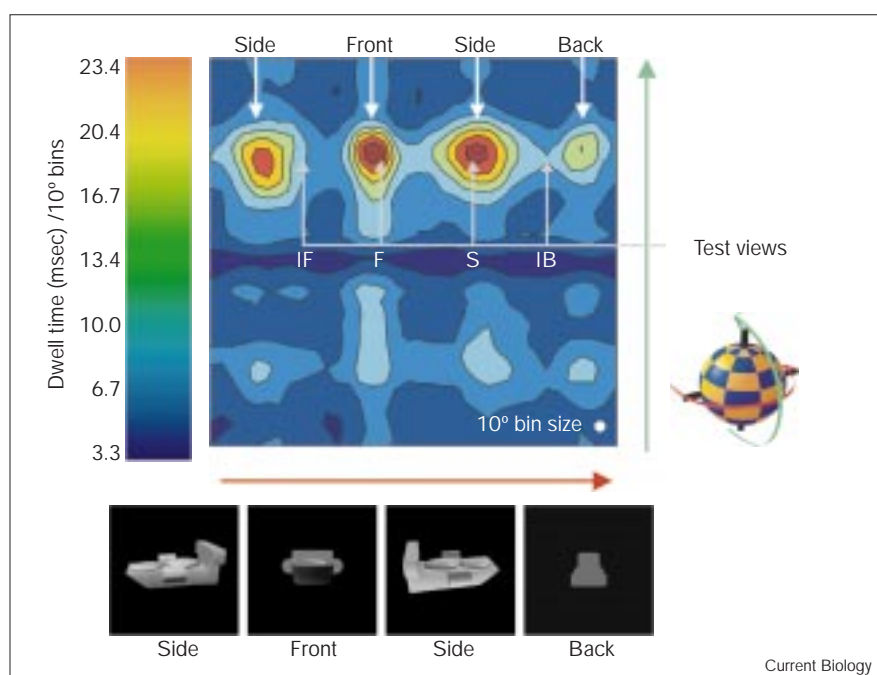 Side Front Side Back
23.4
20.4
16.7
13.4
10.0
6.7
3.3
Dwell time (msec) /10º bins
IF F S IB
Test views
10º bin size
Side Front Side Back
Current Biology